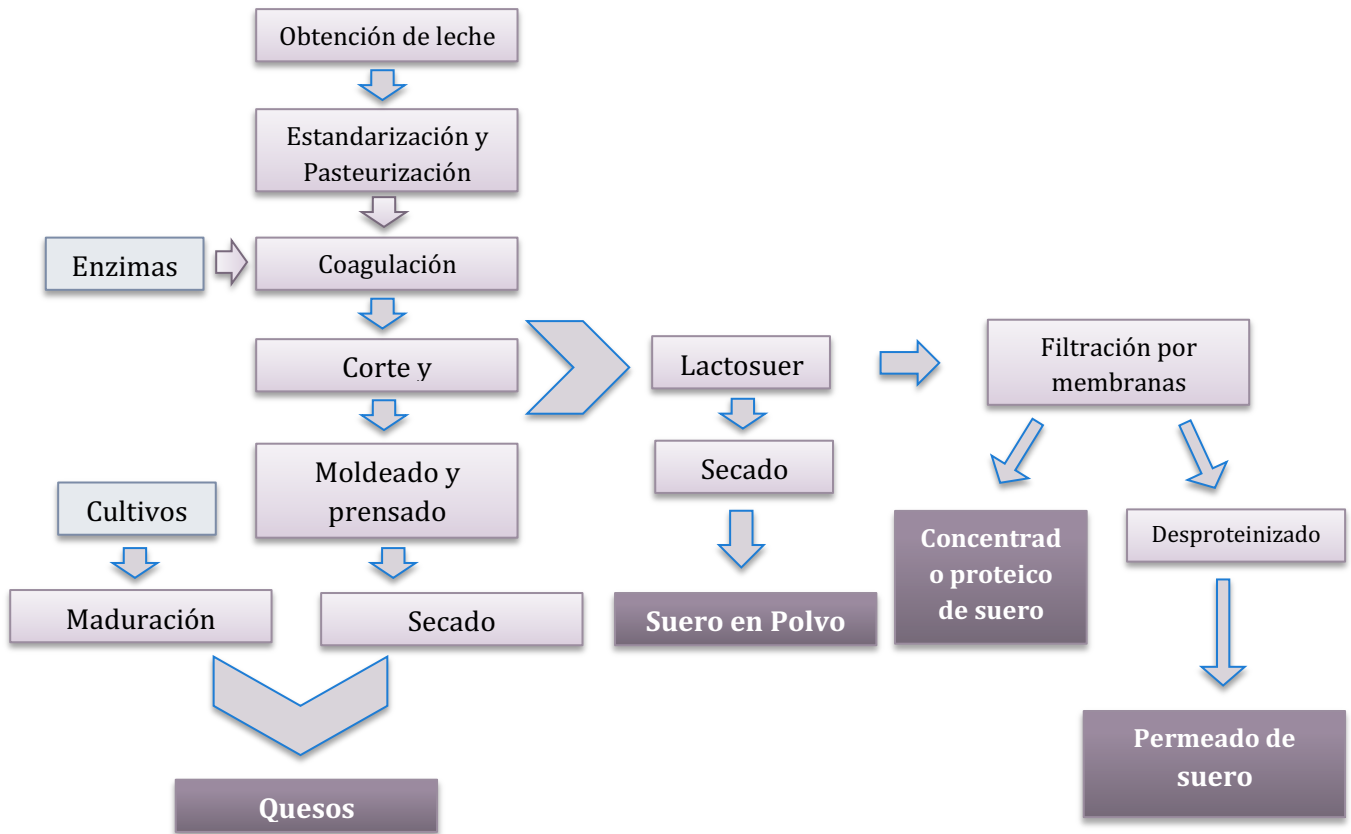 Obtención de leche
Estandarización y
Pasteurización
Enzimas
Coagulación
Corte y
Lactosuer
Filtración por
membranas
Moldeado y
prensado
Secado
Cultivos
Concentrad
o proteico
de suero
Desproteinizado
Maduración
Secado
Suero en Polvo
Permeado de
suero
Quesos